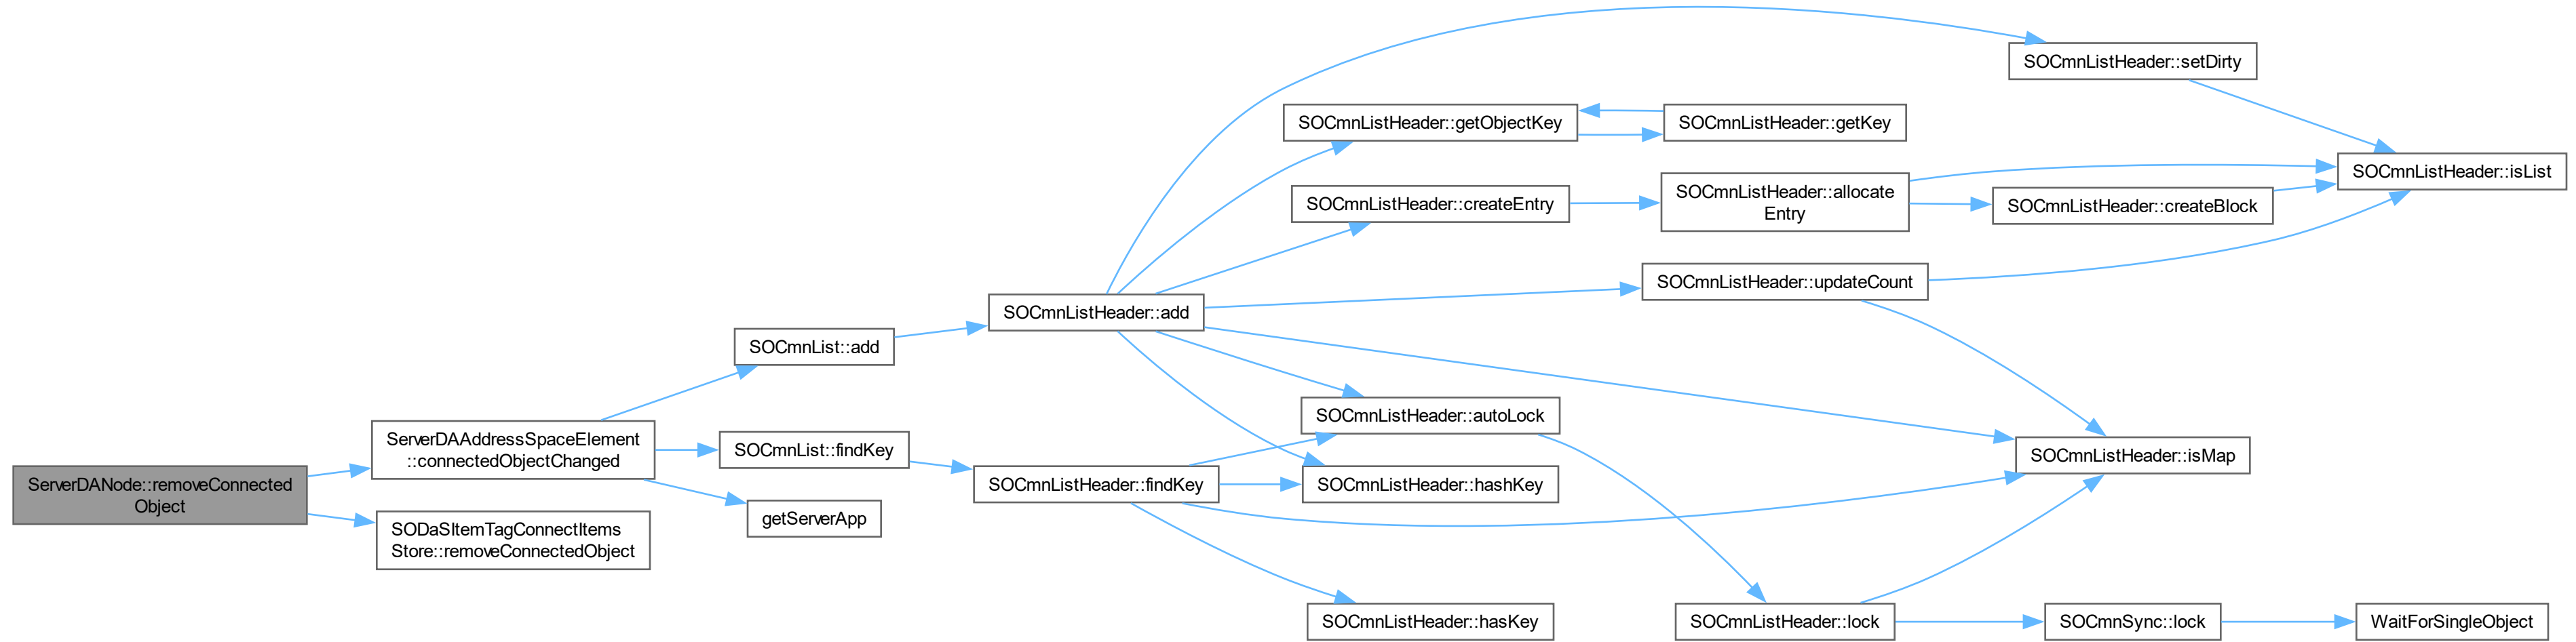 ServerDANode::removeConnected
Object
ServerDAAddressSpaceElement
::connectedObjectChanged
SODaSItemTagConnectItems
Store::removeConnectedObject
SOCmnList::add
SOCmnList::findKey
getServerApp
SOCmnListHeader::add
SOCmnListHeader::findKey
SOCmnListHeader::getObjectKey
SOCmnListHeader::createEntry
SOCmnListHeader::autoLock
SOCmnListHeader::hashKey
SOCmnListHeader::hasKey
SOCmnListHeader::getKey
SOCmnListHeader::allocate
Entry
SOCmnListHeader::updateCount
SOCmnListHeader::lock
SOCmnListHeader::setDirty
SOCmnListHeader::createBlock
SOCmnListHeader::isMap
SOCmnSync::lock
SOCmnListHeader::isList
WaitForSingleObject